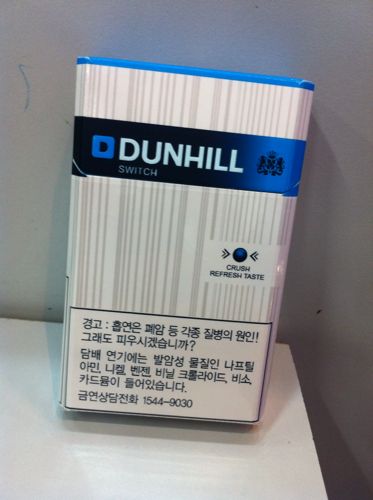 D DUNHILL
SWITCH
CRUSH
REFRESH TASTE
경고 : 흡연은 폐암 등 각종 질병의 원인!
그래도 피우시겠습니까?
담배 연기에는 발암성 물질인 나프틸
아민, 니켈, 벤젠, 비닐 크롤라이드, 비소,
카드뮴이 들어있습니다.
금연상담전화 1544-9030